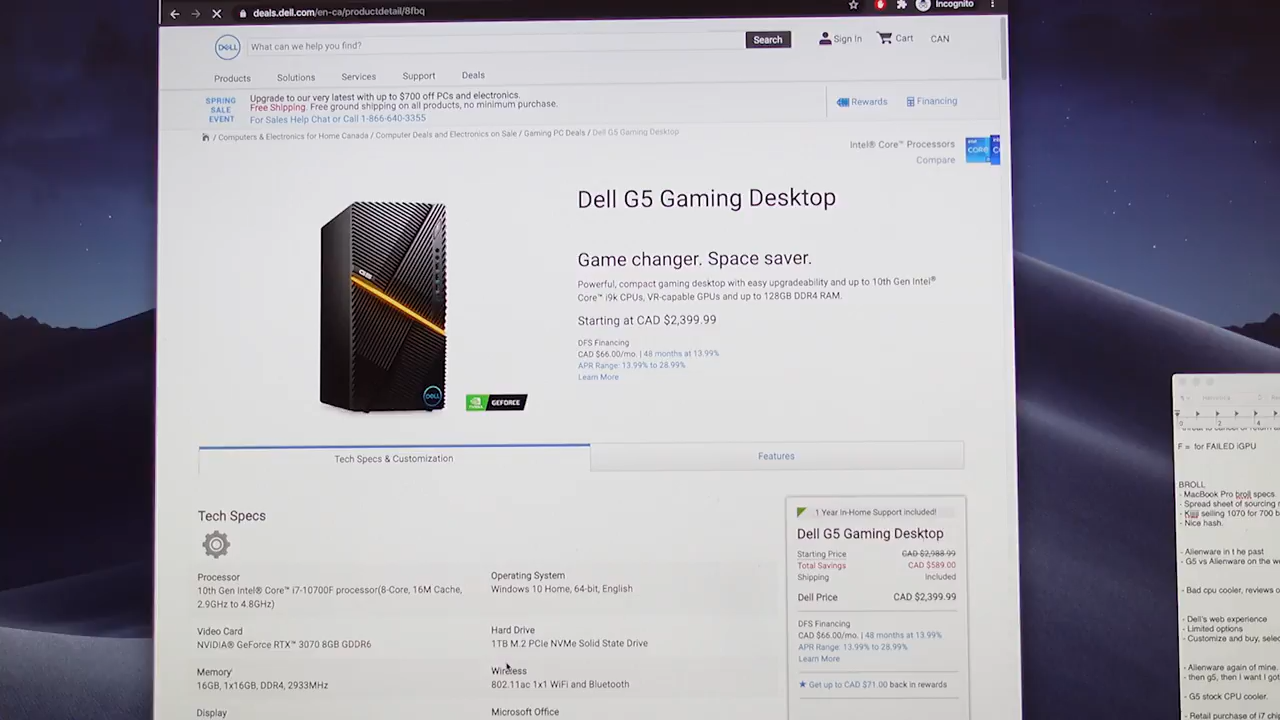 deals.dell.com/en-ca/productdetail/8fbq
Incognito
DELL
What can we help you find?
Search
Sign In
Cart
CAN
Products
Solutions
Services
Support
Deals
SPRING
SALE
EVENT
Upgrade to our very latest with up to $700 off PCs and electronics.
Free Shipping. Free ground shipping on all products, no minimum purchase.
For Sales Help Chat or Call 1-866-640-3355
Rewards
Financing
/ Computers & Electronics for Home Canada / Computer Deals and Electronics on Sale / Gaming PC Deals / Dell G5 Gaming Desktop
Intel® Core™ Processors
Compare
CORE
Dell G5 Gaming Desktop
Game changer. Space saver.
Powerful, compact gaming desktop with easy upgradeability and up to 10th Gen Intel®
Core™ i9k CPUs, VR-capable GPUs and up to 128GB DDR4 RAM.
Starting at CAD $2,399.99
DFS Financing
CAD $66.00/mo. | 48 months at 13.99%
APR Range: 13.99% to 28.99%
Learn More
DELL
GEFORCE
Tech Specs & Customization
Features
Tech Specs
Processor
10th Gen Intel® Core™ i7-10700F processor(8-Core, 16M Cache,
2.9GHz to 4.8GHz)
Video Card
NVIDIA® GeForce RTX™ 3070 8GB GDDR6
Memory
16GB, 1x16GB, DDR4, 2933MHz
Display
Operating System
Windows 10 Home, 64-bit, English
Hard Drive
1TB M.2 PCIe NVMe Solid State Drive
Wireless
802.11ac 1x1 WiFi and Bluetooth
Microsoft Office
1 Year In-Home Support included!
Dell G5 Gaming Desktop
Starting Price CAD $2,988.99
Total Savings CAD $589.00
Shipping Included
Dell Price CAD $2,399.99
DFS Financing
CAD $66.00/mo. | 48 months at 13.99%
APR Range: 13.99% to 28.99%
Learn More
Get up to CAD $71.00 back in rewards
Helvetica
0 2 4
F = for FAILED iGPU
BROLL
- MacBook Pro broll specs
- Spread sheet of sourcing
selling 1070 for 700
- Nice hash.
- Alienware in the past
- G5 vs Alienware on the
- Bad cpu cooler, reviews
- Dell's web experience
- Limited options
- Customize and buy,
- Alienware again of mine.
- then g5, then I want I got
- G5 stock CPU cooler.
- Retail purchase of i7